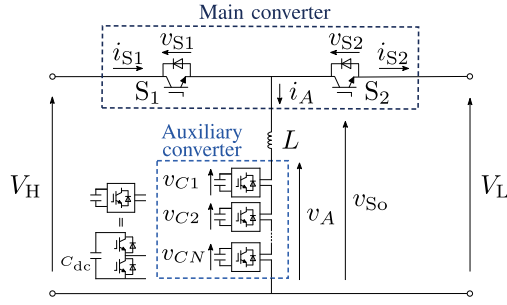 Main converter
i_S1
v_S1
v_S2
i_S2
S_1
i_A
S_2
Auxiliary
converter
L
V_H
v_C1
v_C2
v_CN
C_dc
v_A
v_So
V_L